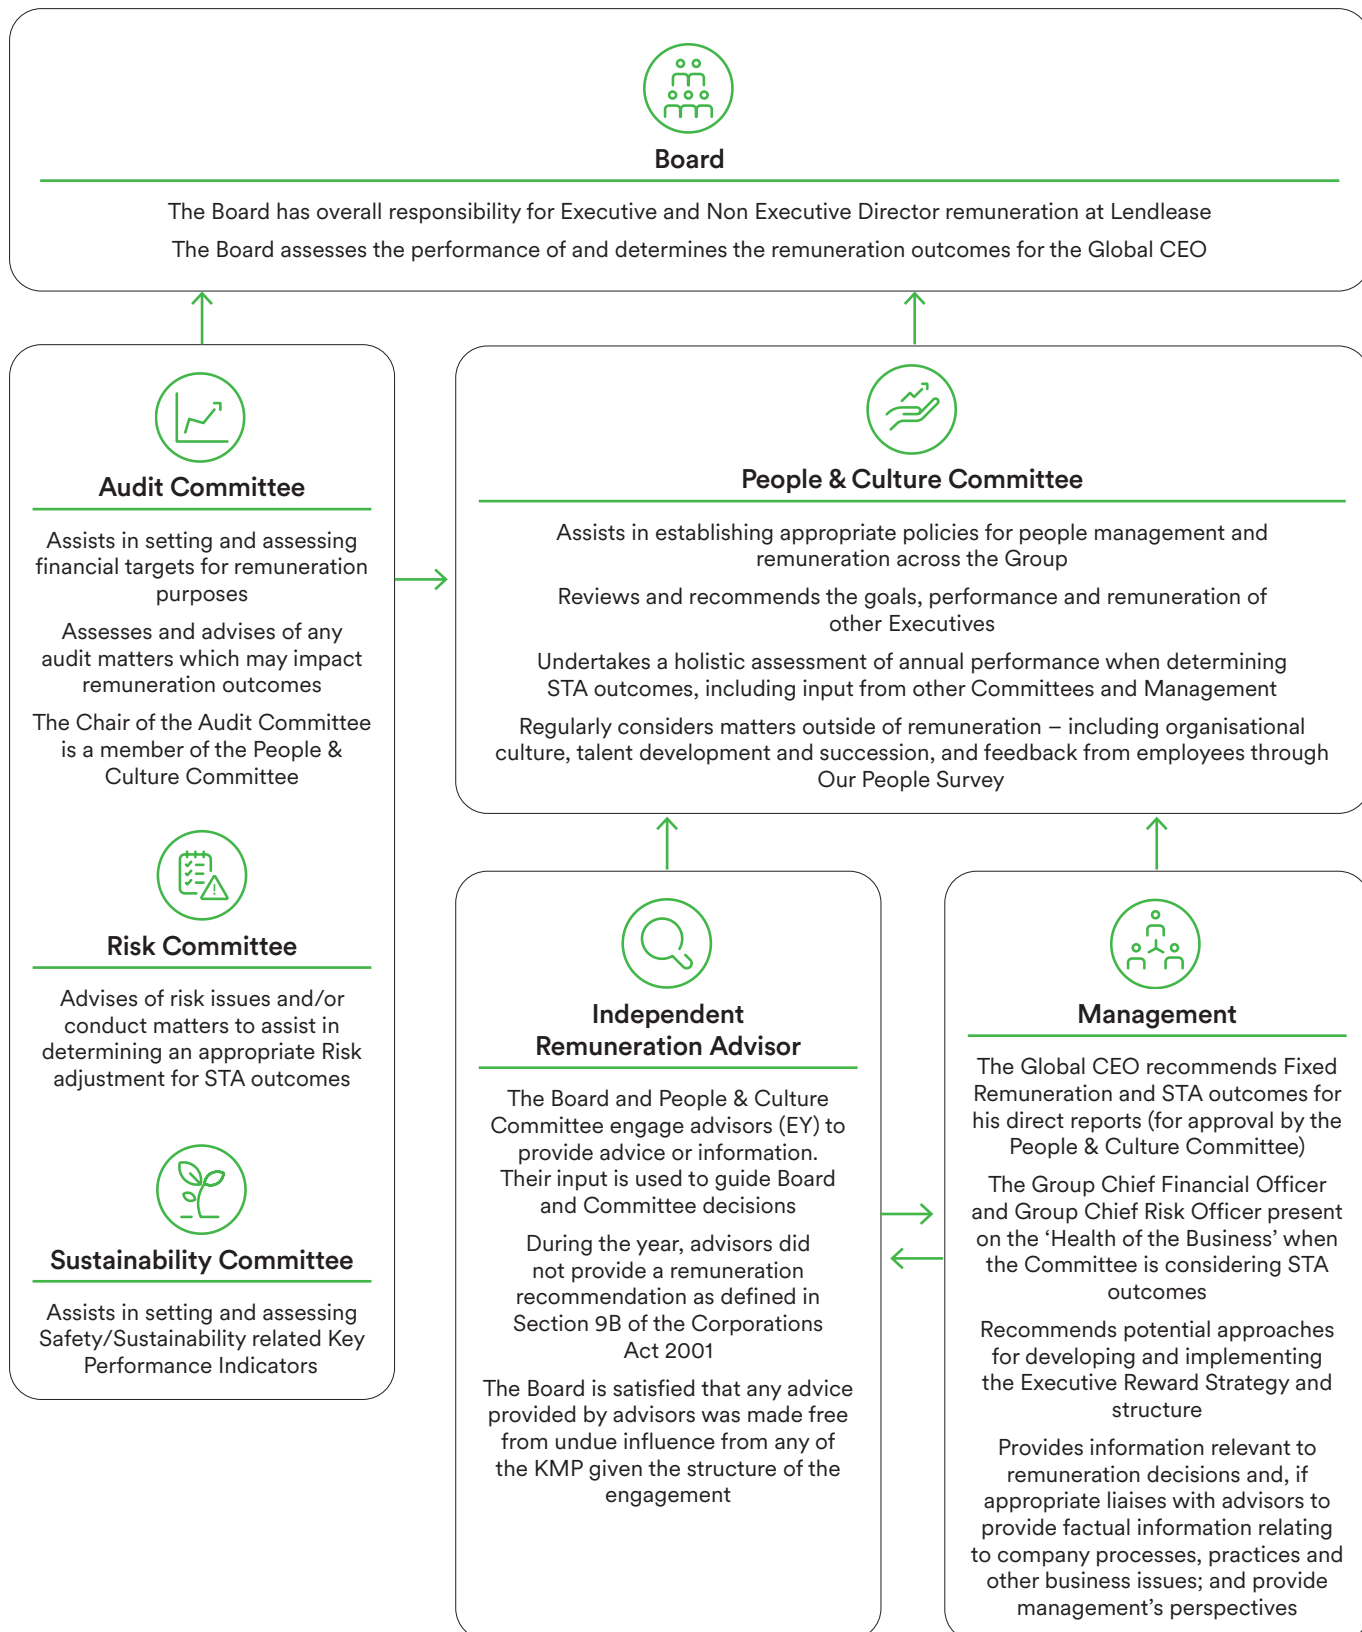 Board
The Board has overall responsibility for Executive and Non Executive Director remuneration at Lendlease
The Board assesses the performance of and determines the remuneration outcomes for the Global CEO
Audit Committee
Assists in setting and assessing
financial targets for remuneration
purposes
Assesses and advises of any
audit matters which may impact
remuneration outcomes
The Chair of the Audit Committee
is a member of the People &
Culture Committee
Risk Committee
Advises of risk issues and/or
conduct matters to assist in
determining an appropriate Risk
adjustment for STA outcomes
Sustainability Committee
Assists in setting and assessing
Safety/Sustainability related Key
Performance Indicators
People & Culture Committee
Assists in establishing appropriate policies for people management and
remuneration across the Group
Reviews and recommends the goals, performance and remuneration of
other Executives
Undertakes a holistic assessment of annual performance when determining
STA outcomes, including input from other Committees and Management
Regularly considers matters outside of remuneration – including organisational
culture, talent development and succession, and feedback from employees through
Our People Survey
Independent
Remuneration Advisor
The Board and People & Culture
Committee engage advisors (EY) to
provide advice or information.
Their input is used to guide Board
and Committee decisions
During the year, advisors did
not provide a remuneration
recommendation as defined in
Section 9B of the Corporations
Act 2001
The Board is satisfied that any advice
provided by advisors was made free
from undue influence from any of
the KMP given the structure of the
engagement
Management
The Global CEO recommends Fixed
Remuneration and STA outcomes for
his direct reports (for approval by the
People & Culture Committee)
The Group Chief Financial Officer
and Group Chief Risk Officer present
on the ‘Health of the Business’ when
the Committee is considering STA
outcomes
Recommends potential approaches
for developing and implementing
the Executive Reward Strategy and
structure
Provides information relevant to
remuneration decisions and, if
appropriate liaises with advisors to
provide factual information relating
to company processes, practices and
other business issues; and provide
management’s perspectives